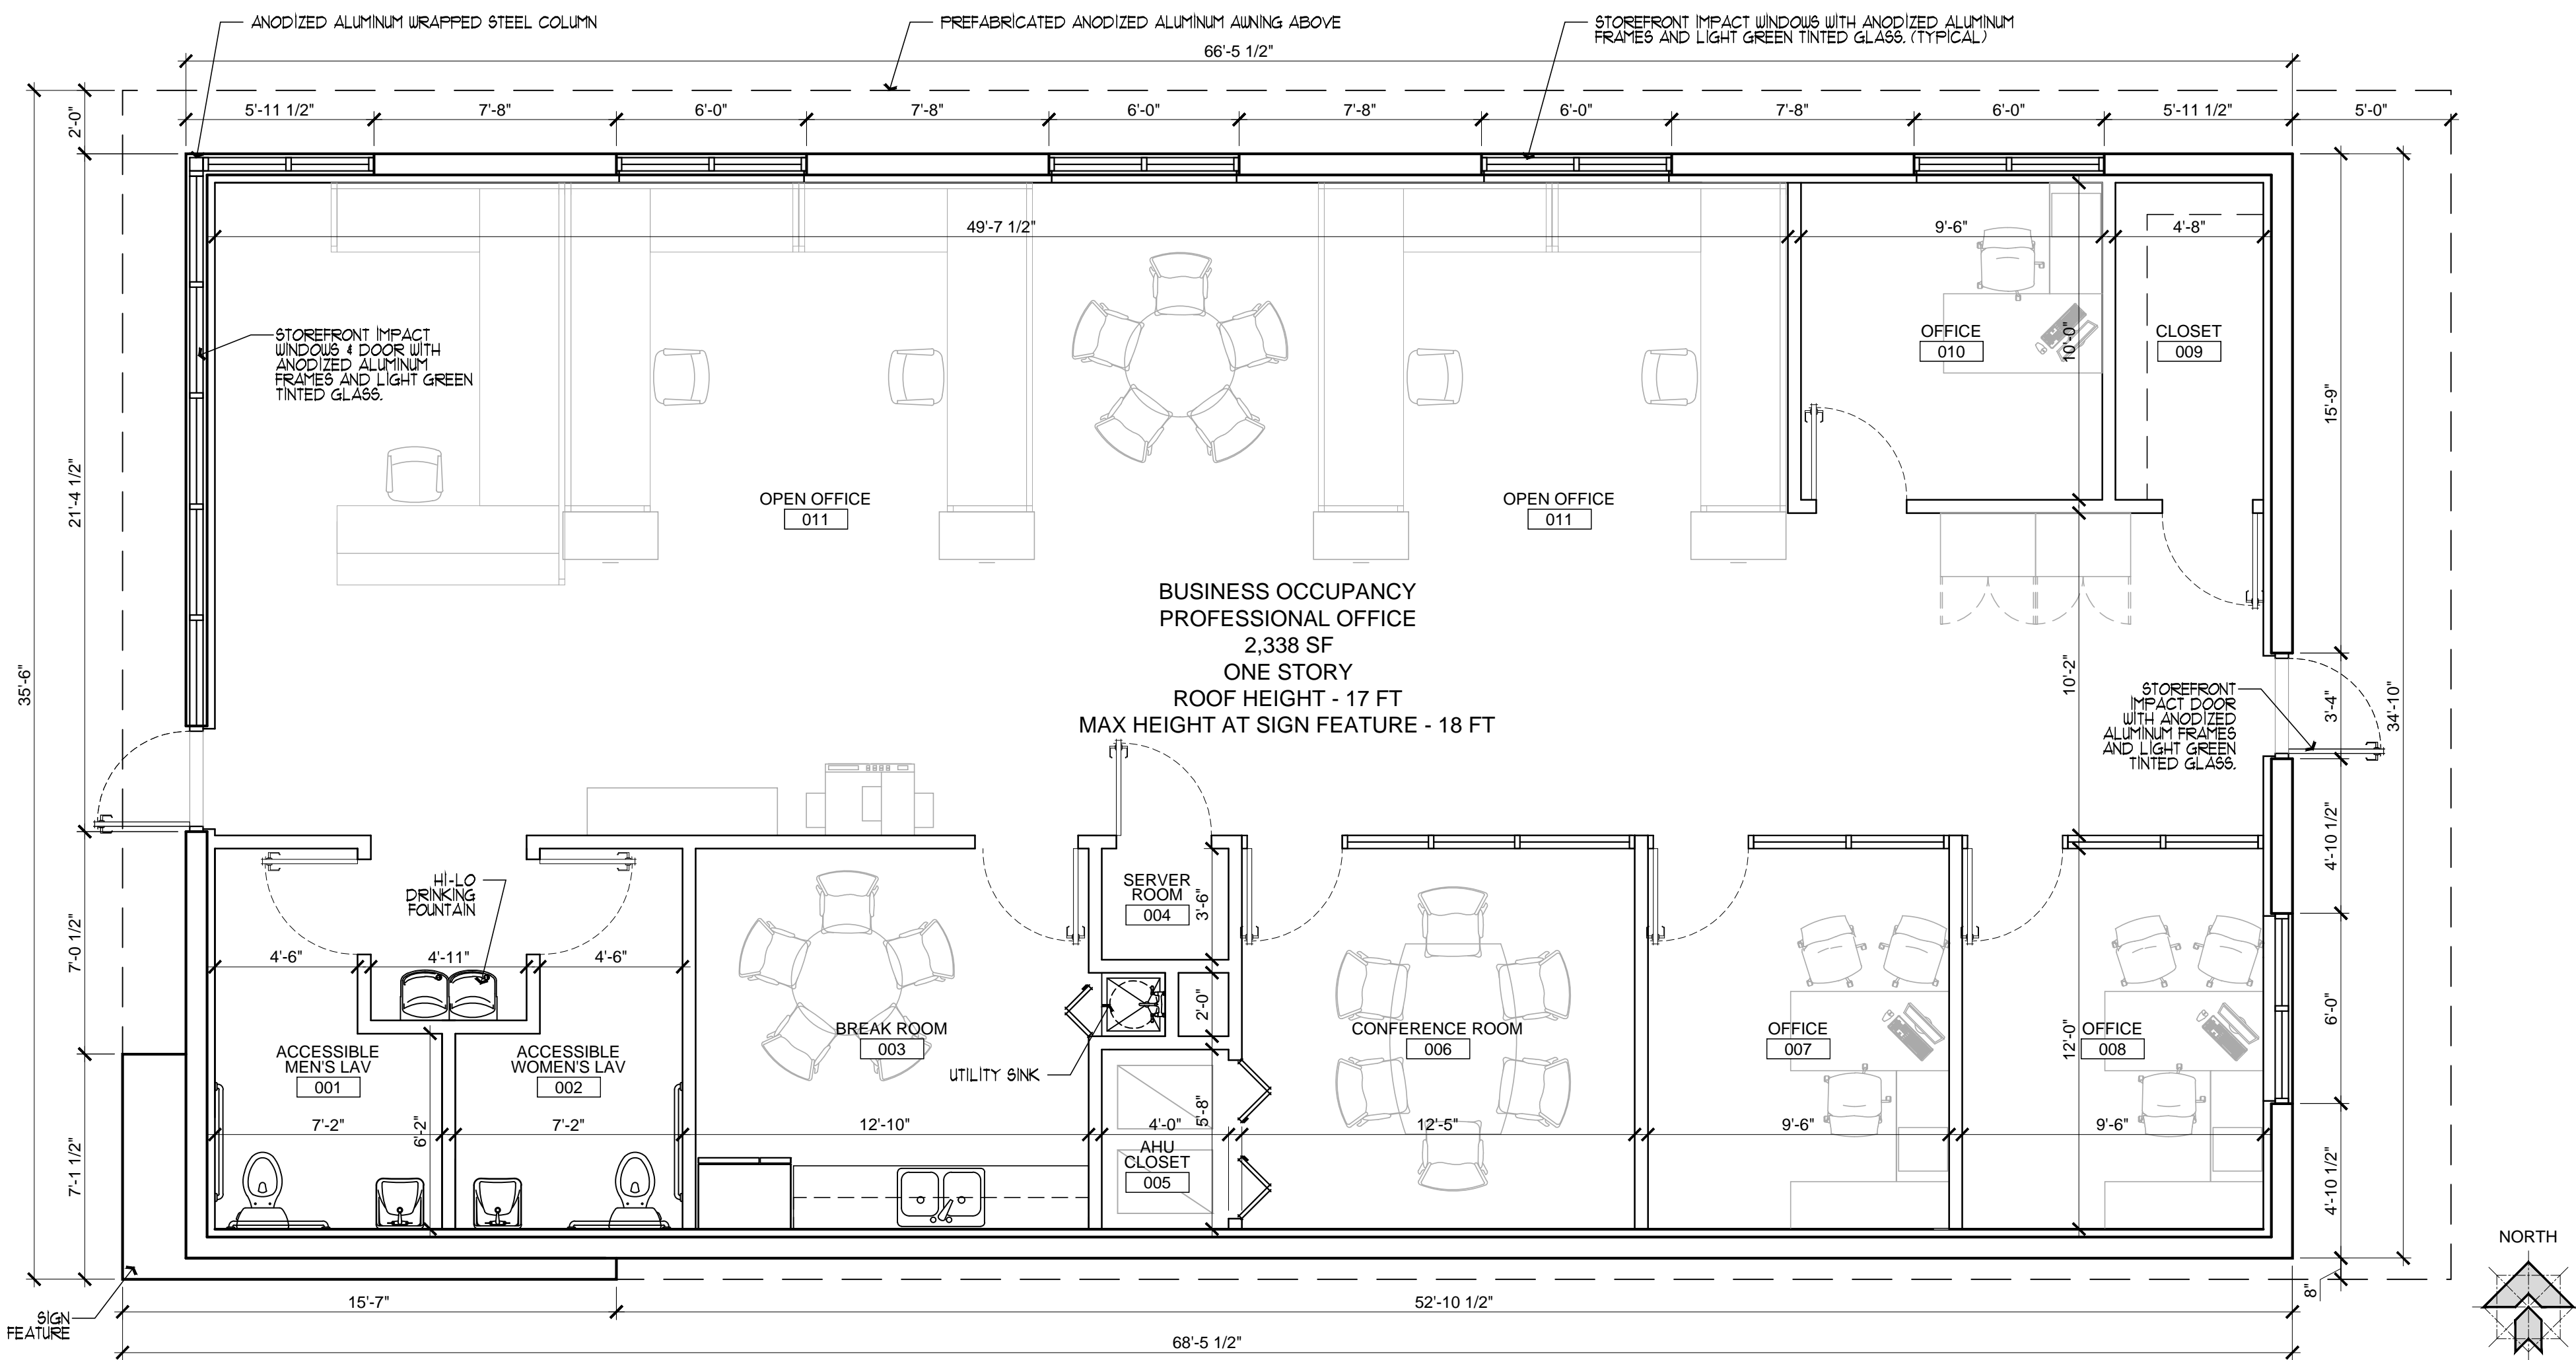 ANODIZED ALUMINUM WRAPPED STEEL COLUMN
PREFABRICATED ANODIZED ALUMINUM AWNING ABOVE
STOREFRONT IMPACT WINDOWS WITH ANODIZED ALUMINUM
FRAMES AND LIGHT GREEN TINTED GLASS. (TYPICAL)
66'-5 1/2"
5'-11 1/2"
7'-8"
6'-0"
7'-8"
6'-0"
7'-8"
6'-0"
7'-8"
6'-0"
5'-11 1/2"
5'-0"
2'-0"
49'-7 1/2"
9'-6"
4'-8"
STOREFRONT IMPACT
WINDOWS & DOOR WITH
ANODIZED ALUMINUM
FRAMES AND LIGHT GREEN
TINTED GLASS.
OFFICE
010
10'-0"
CLOSET
009
15'-9"
21'-4 1/2"
OPEN OFFICE
011
OPEN OFFICE
011
BUSINESS OCCUPANCY
PROFESSIONAL OFFICE
2,338 SF
ONE STORY
ROOF HEIGHT - 17 FT
MAX HEIGHT AT SIGN FEATURE - 18 FT
35'-6"
10'-2"
STOREFRONT
IMPACT DOOR
WITH ANODIZED
ALUMINUM FRAMES
AND LIGHT GREEN
TINTED GLASS.
3'-4"
34'-10"
4'-10 1/2"
HI-LO
DRINKING
FOUNTAIN
SERVER
ROOM
004
3'-6"
7'-0 1/2"
4'-6"
4'-11"
4'-6"
2'-0"
6'-0"
BREAK ROOM
003
CONFERENCE ROOM
006
OFFICE
007
12'-0"
OFFICE
008
ACCESSIBLE
MEN'S LAV
001
ACCESSIBLE
WOMEN'S LAV
002
UTILITY SINK
5'-8"
7'-2"
6'-2"
7'-2"
12'-10"
4'-0"
12'-5"
9'-6"
9'-6"
AHU
CLOSET
005
7'-1 1/2"
4'-10 1/2"
NORTH
8"
SIGN
FEATURE
15'-7"
52'-10 1/2"
68'-5 1/2"